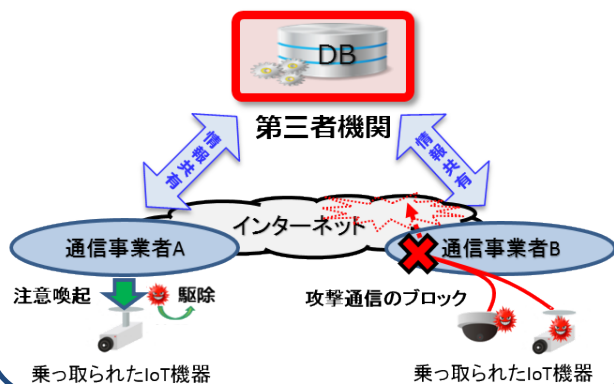 DB
第三者機関
情報共有
情報共有
インターネット
通信事業者A
通信事業者B
注意喚起
駆除
攻撃通信のブロック
乗っ取られたIoT機器
乗っ取られたIoT機器